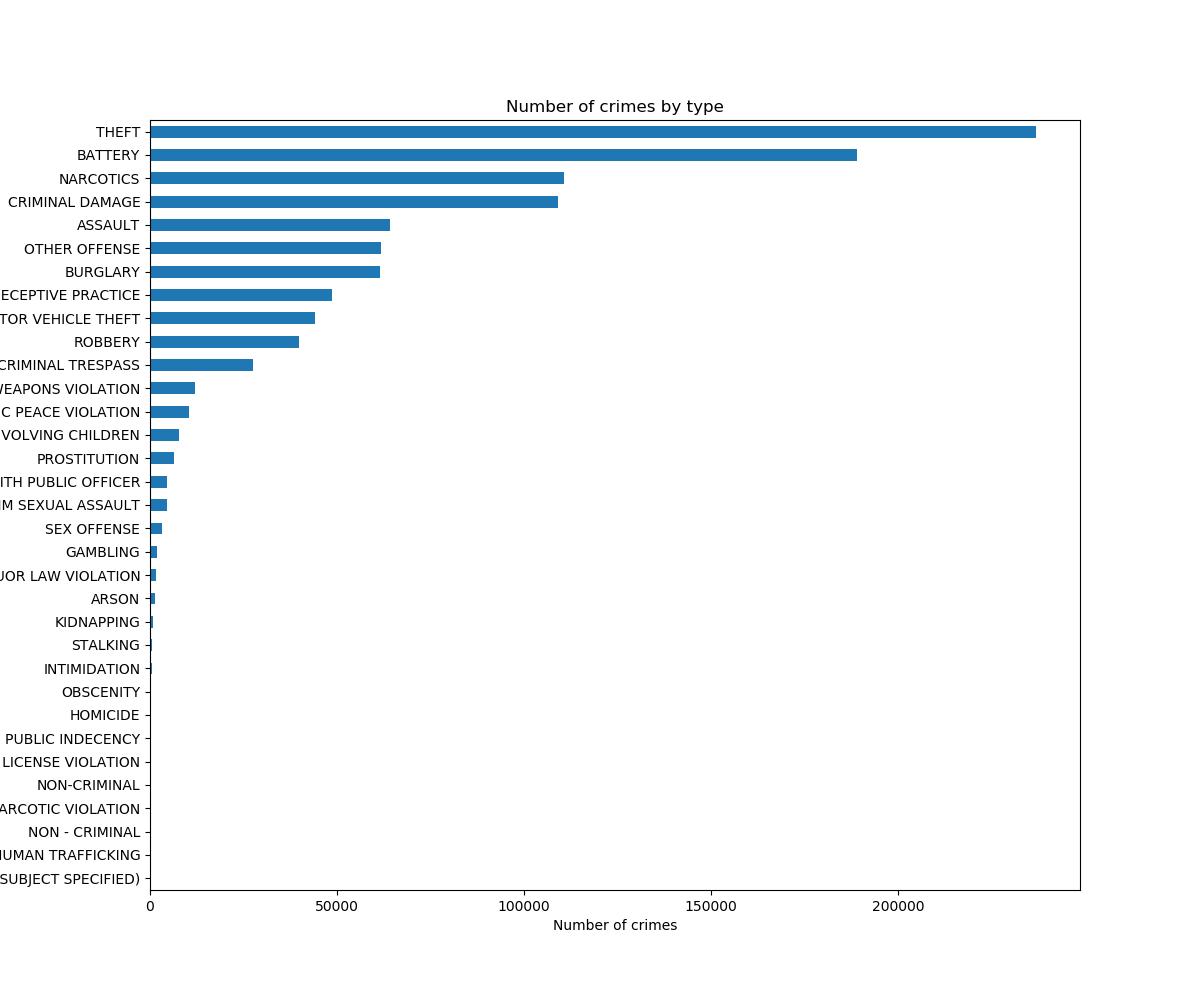 Number of crimes by type
THEFT
BATTERY
NARCOTICS
CRIMINAL DAMAGE
ASSAULT
OTHER OFFENSE
BURGLARY
ECEPTIVE PRACTICE
TOR VEHICLE THEFT
ROBBERY
CRIMINAL TRESPASS
WEAPONS VIOLATION
C PEACE VIOLATION
VOLVING CHILDREN
PROSTITUTION
ITH PUBLIC OFFICER
IM SEXUAL ASSAULT
SEX OFFENSE
GAMBLING
UOR LAW VIOLATION
ARSON
KIDNAPPING
STALKING
INTIMIDATION
OBSCENITY
HOMICIDE
PUBLIC INDECENCY
LICENSE VIOLATION
NON-CRIMINAL
ARCOTIC VIOLATION
NON - CRIMINAL
HUMAN TRAFFICKING
SUBJECT SPECIFIED)
0 50000 100000 150000 200000
Number of crimes